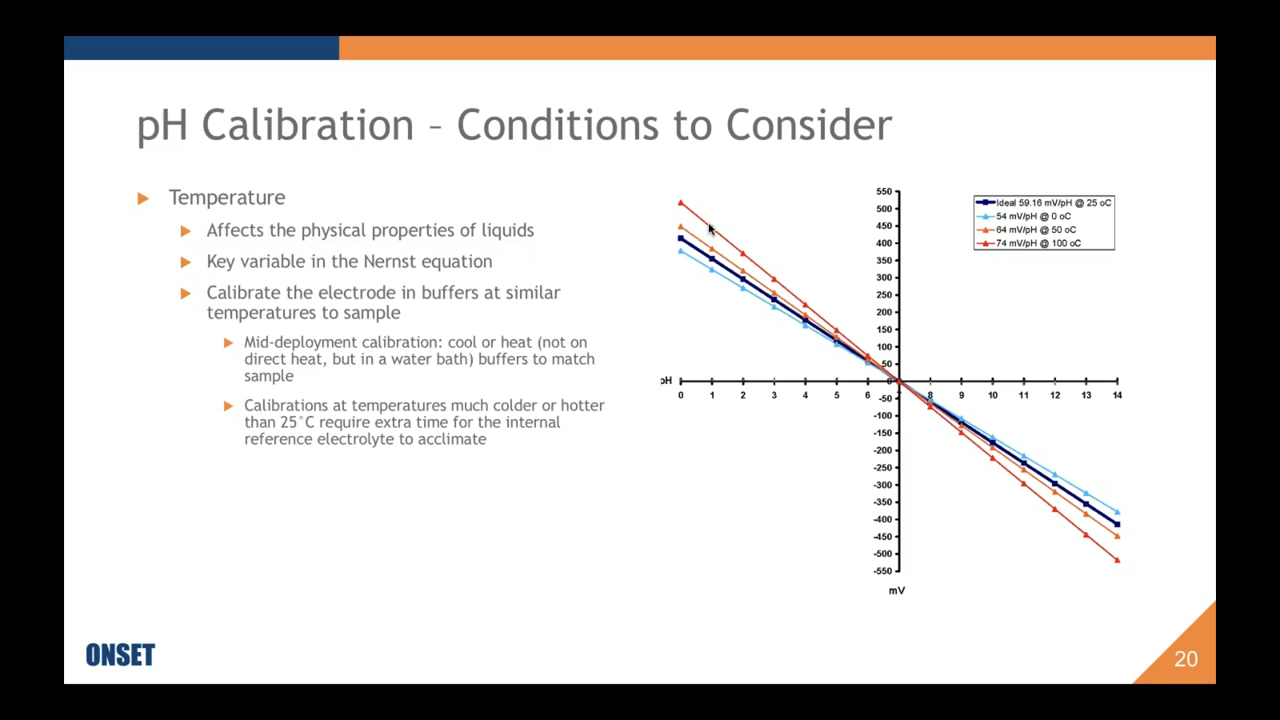 pH Calibration – Conditions to Consider
Temperature
Affects the physical properties of liquids
Key variable in the Nernst equation
Calibrate the electrode in buffers at similar
temperatures to sample
Mid-deployment calibration: cool or heat (not on
direct heat, but in a water bath) buffers to match
sample
Calibrations at temperatures much colder or hotter
than 25°C require extra time for the internal
reference electrolyte to acclimate
550
500
450
400
350
300
250
200
150
100
50
0
-50
-100
-150
-200
-250
-300
-350
-400
-450
-500
-550
mV
pH
0 1 2 3 4 5 6 8 9 10 11 12 13 14
Ideal 59.16 mV/pH @ 25 oC
54 mV/pH @ 0 oC
64 mV/pH @ 50 oC
74 mV/pH @ 100 oC
ONSET
20